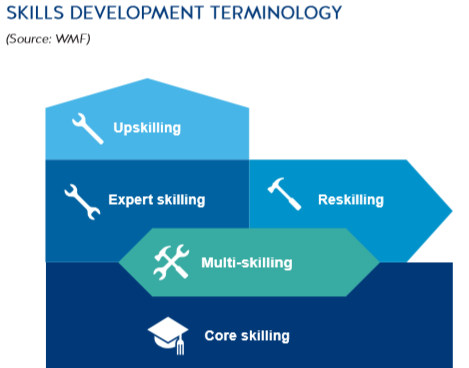 SKILLS DEVELOPMENT TERMINOLOGY
(Source: WMF)
Upskilling
Expert skilling
Reskilling
Multi-skilling
Core skilling